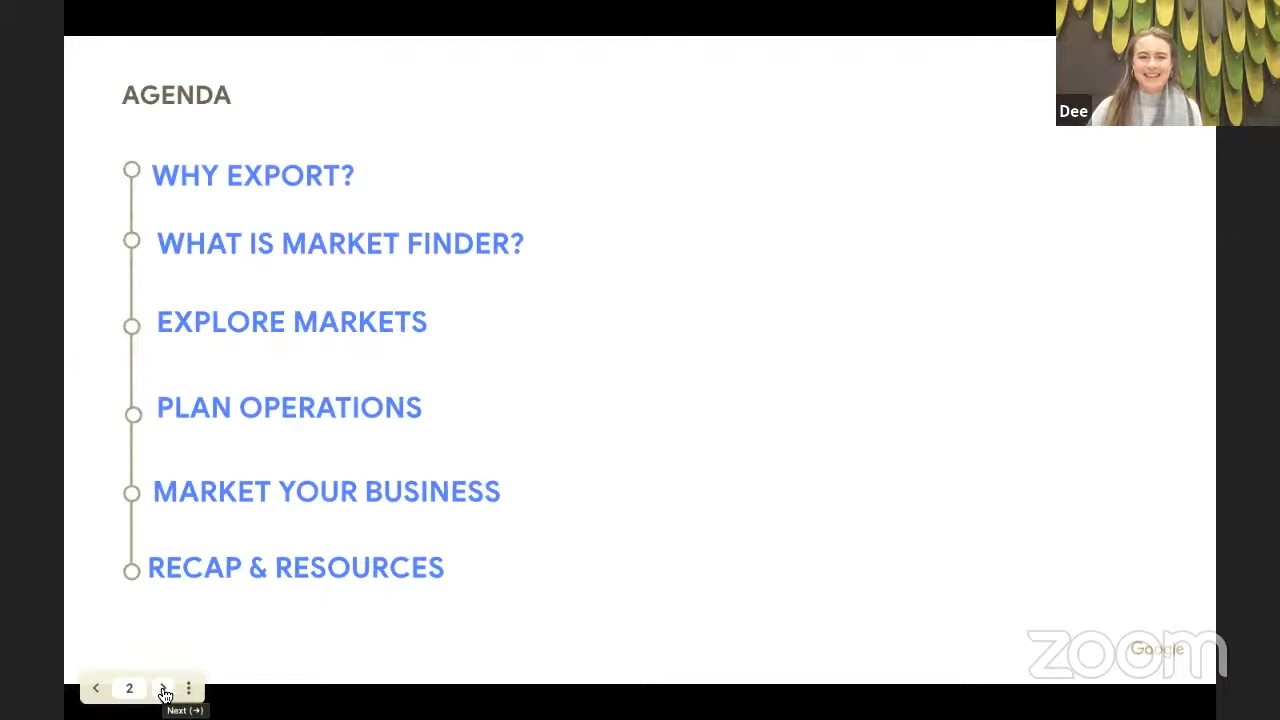 AGENDA
WHY EXPORT?
WHAT IS MARKET FINDER?
EXPLORE MARKETS
PLAN OPERATIONS
MARKET YOUR BUSINESS
RECAP & RESOURCES
Dee
Google
zoom
2
Next (→)